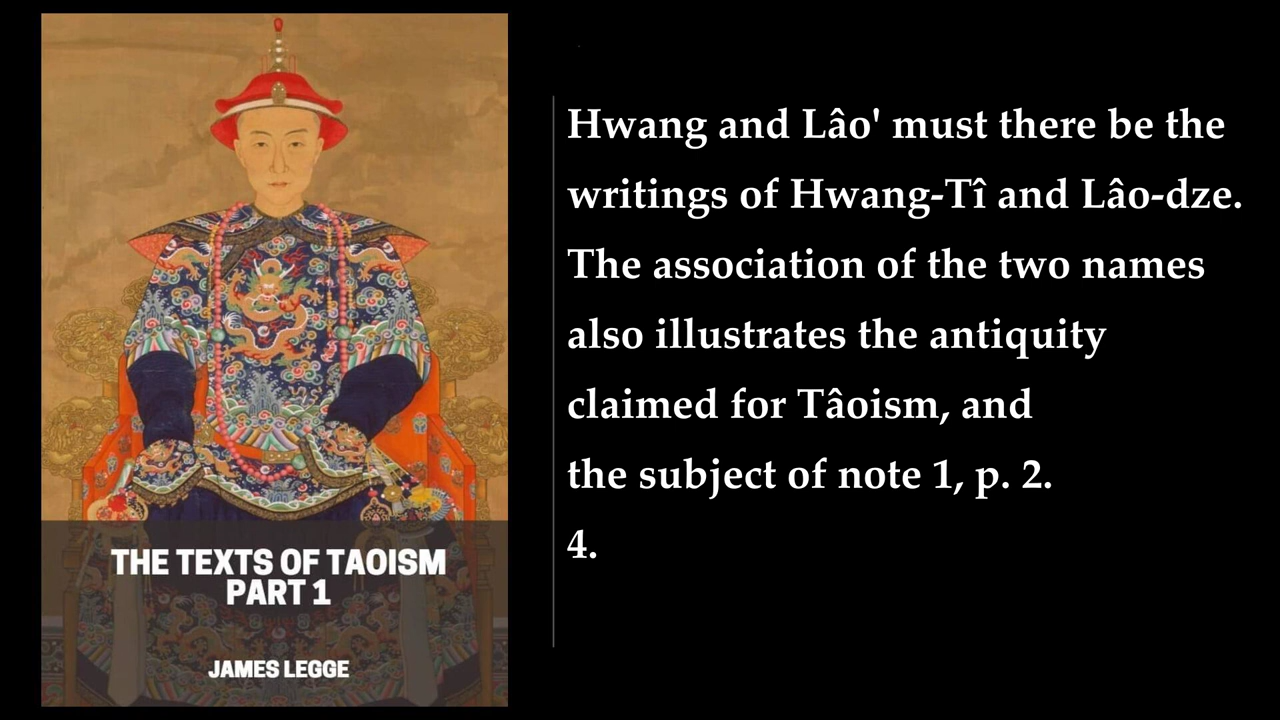 THE TEXTS OF TAOISM
PART 1
JAMES LEGGE
Hwang and Lâo' must there be the
writings of Hwang-Tî and Lâo-dze.
The association of the two names
also illustrates the antiquity
claimed for Tâoism, and
the subject of note 1, p. 2.
4.